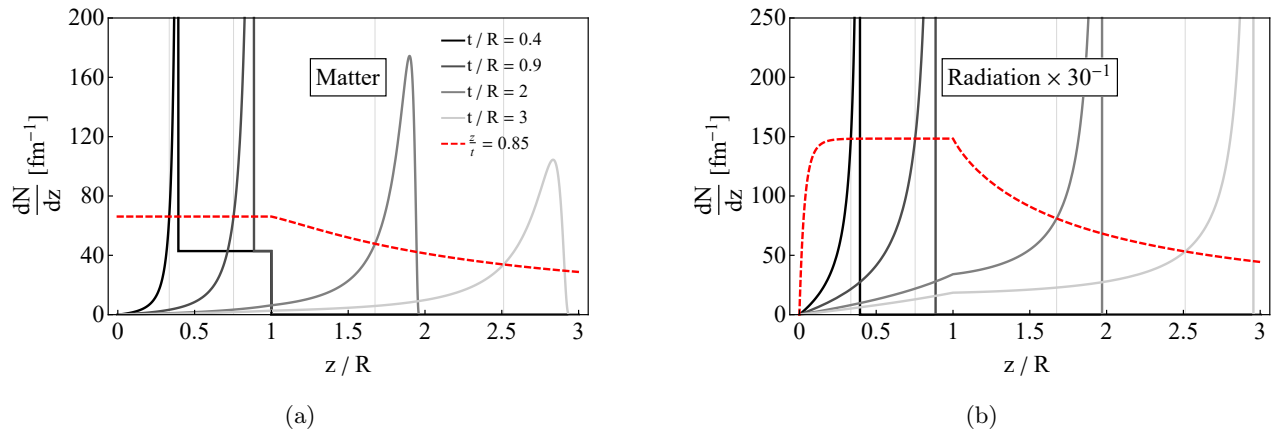 200
160
120
80
40
0
0
0.5
1
1.5
2
2.5
3
z / R
dN
dz
[fm⁻¹]
Matter
t / R = 0.4
t / R = 0.9
t / R = 2
t / R = 3
z/t = 0.85
(a)
250
200
150
100
50
0
0
0.5
1
1.5
2
2.5
3
z / R
dN
dz
[fm⁻¹]
Radiation × 30⁻¹
(b)